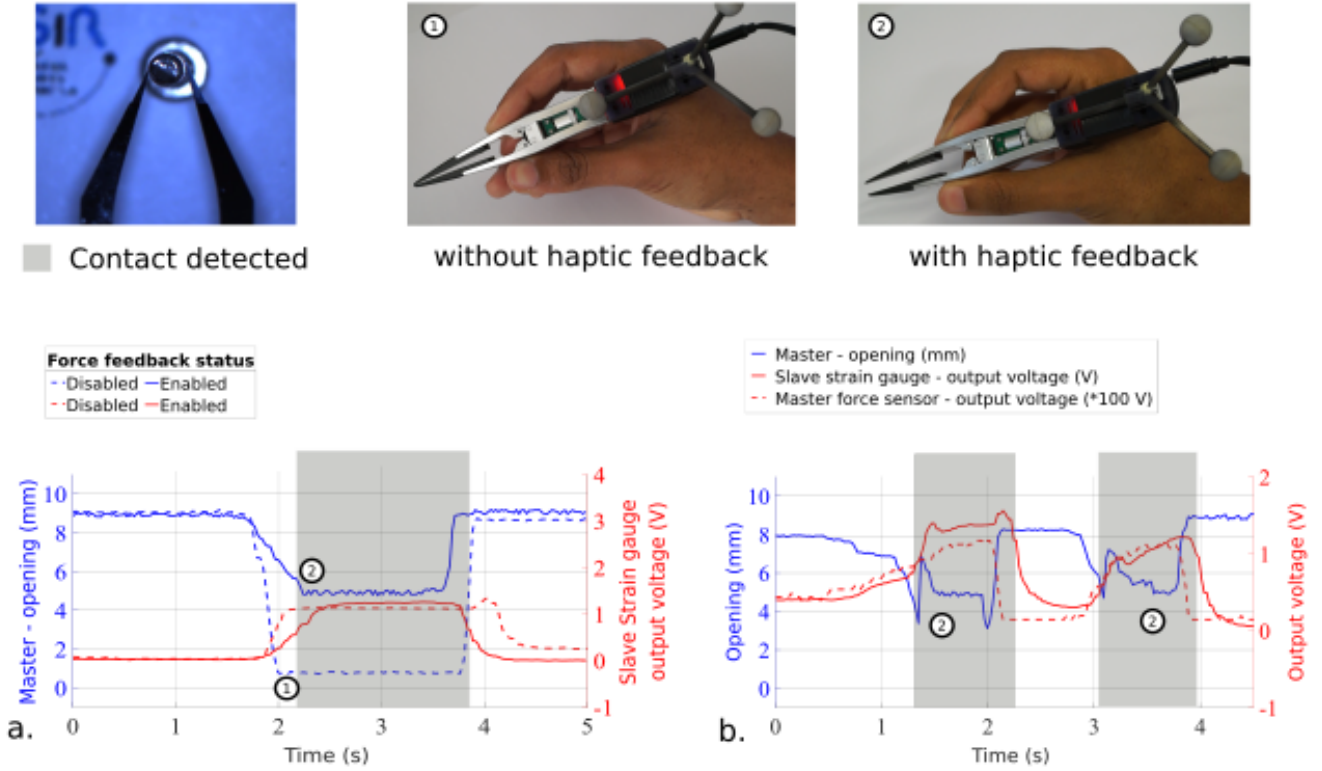 SIR
1
2
Contact detected
without haptic feedback
with haptic feedback
Force feedback status
Disabled Enabled
Disabled Enabled
Master - opening (mm)
10
8
6
4
2
0
2
1
4
3
2
1
0
-1
Slave Strain gauge
output voltage (V)
0 1 2 3 4 5
Time (s)
a.
Master - opening (mm)
Slave strain gauge - output voltage (V)
Master force sensor - output voltage (*100 V)
Opening (mm)
10
8
6
4
2
0
2
2
2
1
0
-1
Output voltage (V)
0 1 2 3 4
Time (s)
b.